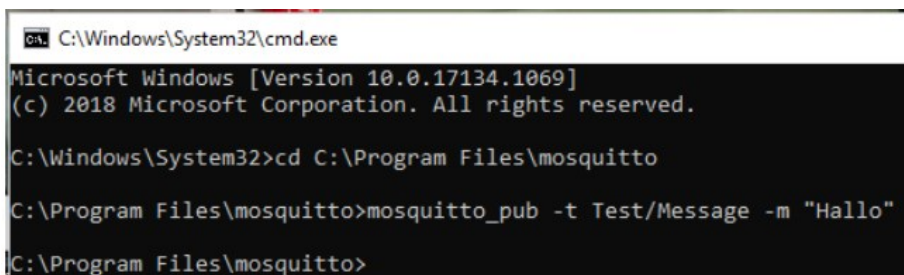 C:\Windows\System32\cmd.exe
Microsoft Windows [Version 10.0.17134.1069]
(c) 2018 Microsoft Corporation. All rights reserved.
C:\Windows\System32>cd C:\Program Files\mosquitto
C:\Program Files\mosquitto>mosquitto_pub -t Test/Message -m "Hallo"
C:\Program Files\mosquitto>